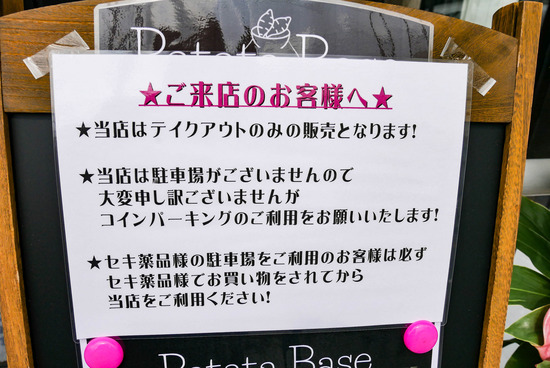 Potato Base
★ご来店のお客様へ★
★当店はテイクアウトのみの販売となります!
★当店は駐車場がございませんので
大変申し訳ございませんが
コインパーキングのご利用をお願いいたします!
★セキ薬品様の駐車場をご利用のお客様は必ず
セキ薬品様でお買い物をされてから
当店をご利用ください!
Potato Base